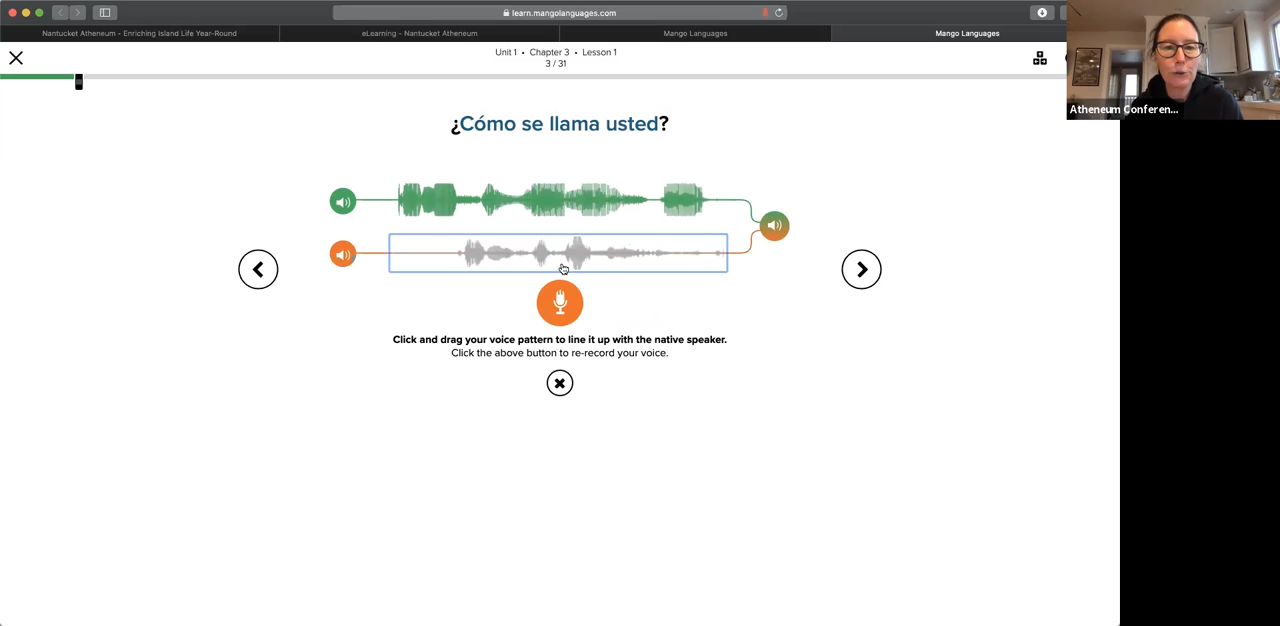 learn.mangolanguages.com
Nantucket Atheneum - Enriching Island Life Year-Round
eLearning - Nantucket Atheneum
Mango Languages
Mango Languages
Unit 1 • Chapter 3 • Lesson 1
3 / 31
Atheneum Conferen...
¿Cómo se llama usted?
Click and drag your voice pattern to line it up with the native speaker.
Click the above button to re-record your voice.